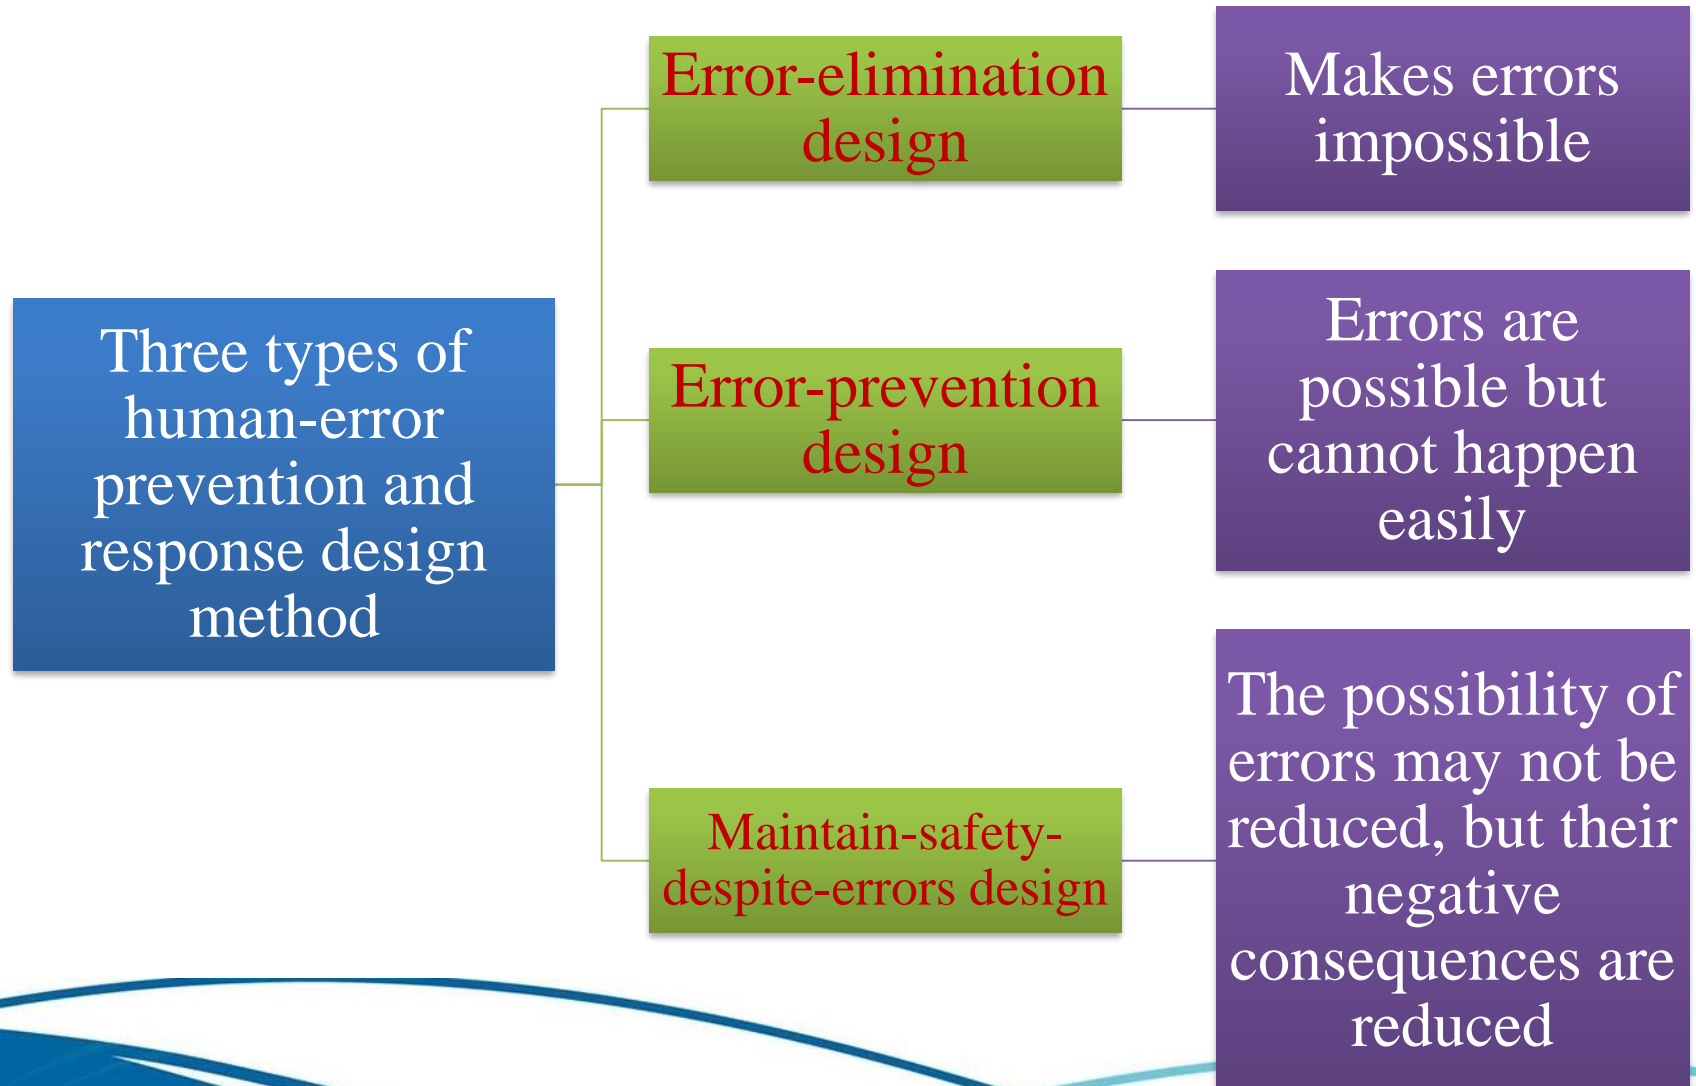 Three types of
human-error
prevention and
response design
method
Error-elimination
design
Makes errors
impossible
Error-prevention
design
Errors are
possible but
cannot happen
easily
Maintain-safety-
despite-errors design
The possibility of
errors may not be
reduced, but their
negative
consequences are
reduced